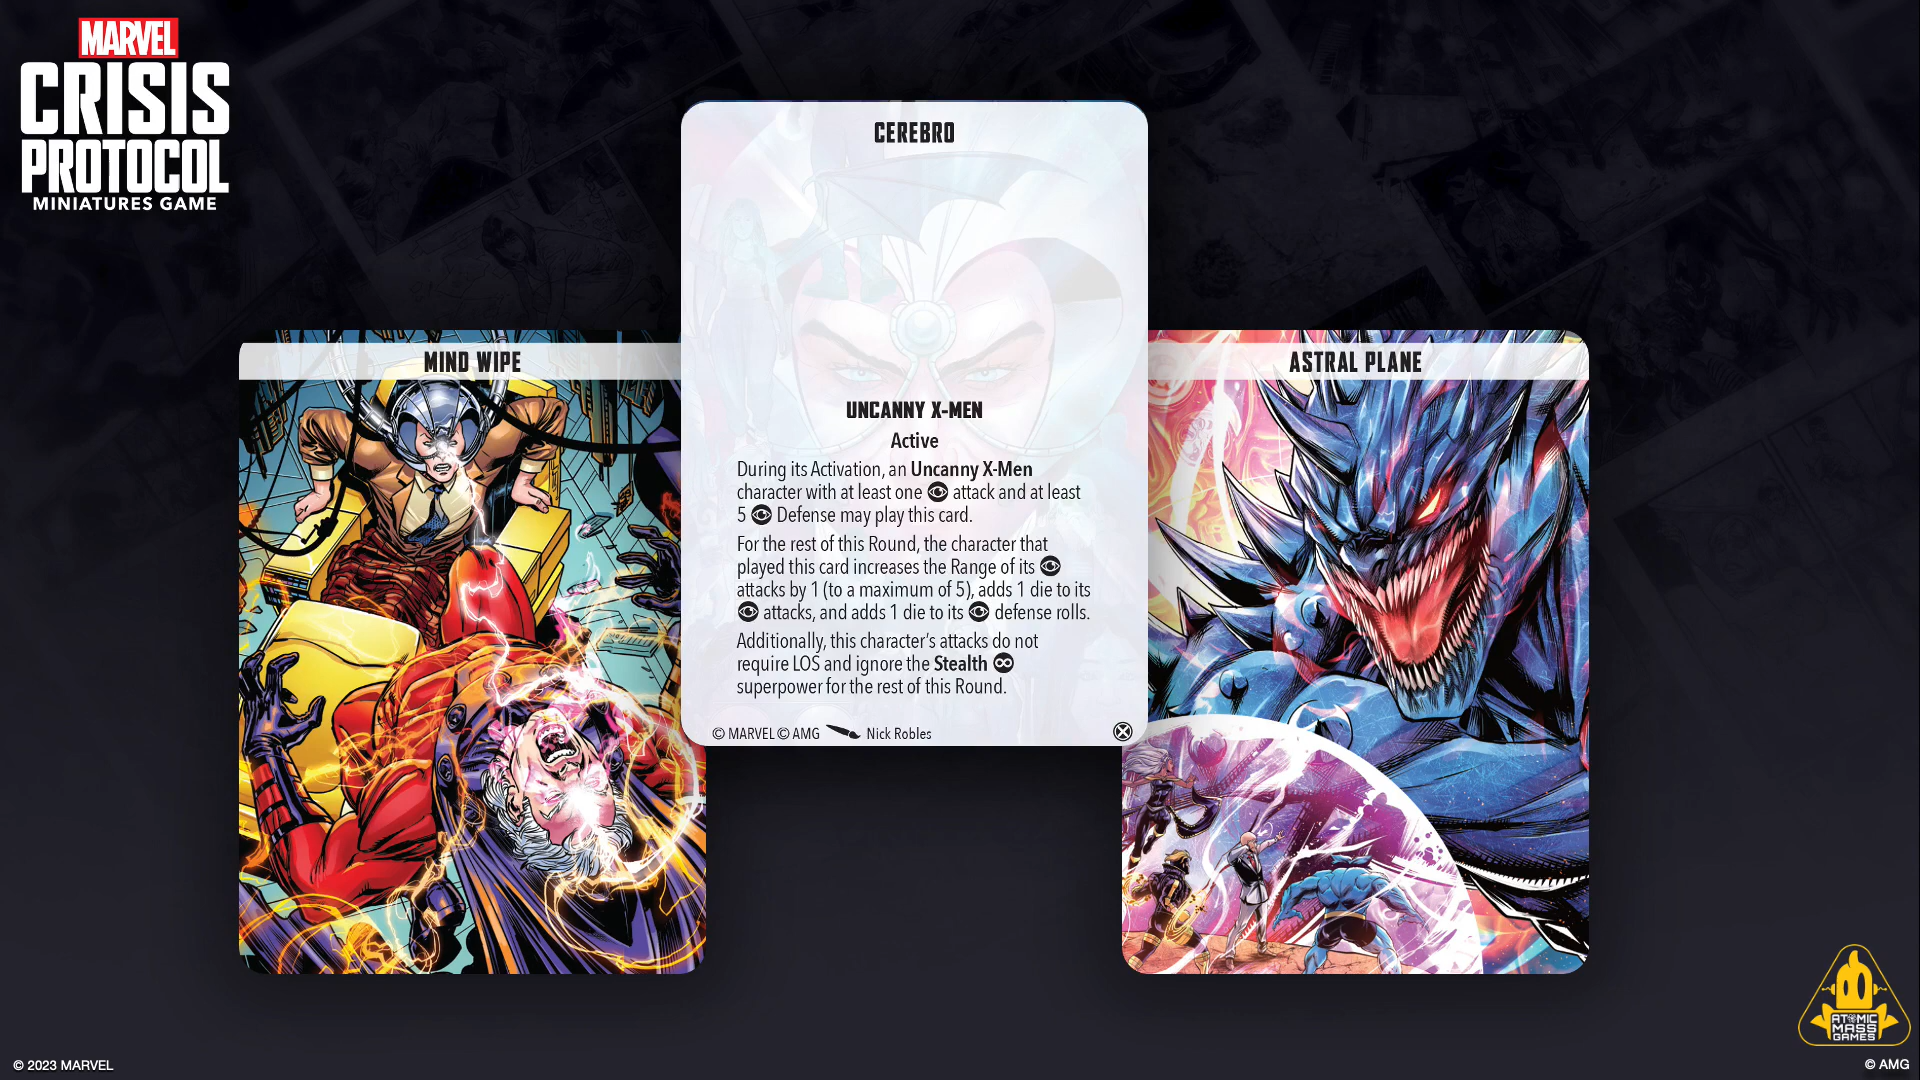 MARVEL
CRISIS
PROTOCOL
MINIATURES GAME
CEREBRO
UNCANNY X-MEN
Active
During its Activation, an Uncanny X-Men
character with at least one attack and at least
5 Defense may play this card.
For the rest of this Round, the character that
played this card increases the Range of its
attacks by 1 (to a maximum of 5), adds 1 die to its
attacks, and adds 1 die to its defense rolls.
Additionally, this character's attacks do not
require LOS and ignore the Stealth
superpower for the rest of this Round.
© MARVEL © AMG Nick Robles
MIND WIPE
ASTRAL PLANE
ATOMIC
MASS
GAMES
© 2023 MARVEL
© AMG